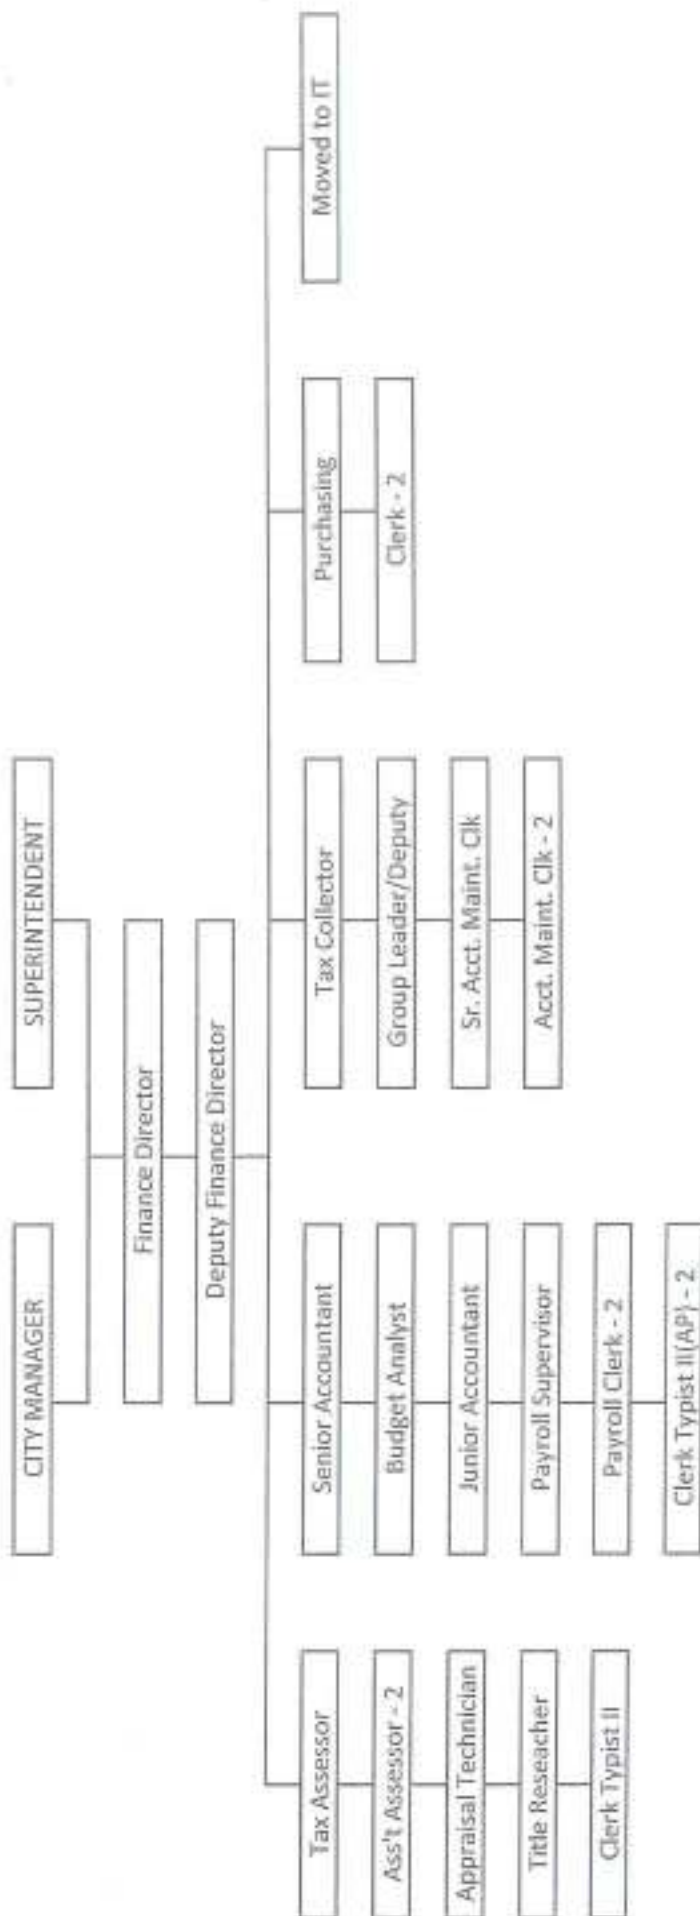 CITY MANAGER
SUPERINTENDENT
Finance Director
Deputy Finance Director
Tax Assessor
Ass't Assessor - 2
Appraisal Technician
Title Reseacher
Clerk Typist II
Senior Accountant
Budget Analyst
Junior Accountant
Payroll Supervisor
Payroll Clerk - 2
Clerk Typist II(AP) - 2
Tax Collector
Group Leader/Deputy
Sr. Acct. Maint. Clk
Acct. Maint. Clk - 2
Purchasing
Clerk - 2
Moved to IT